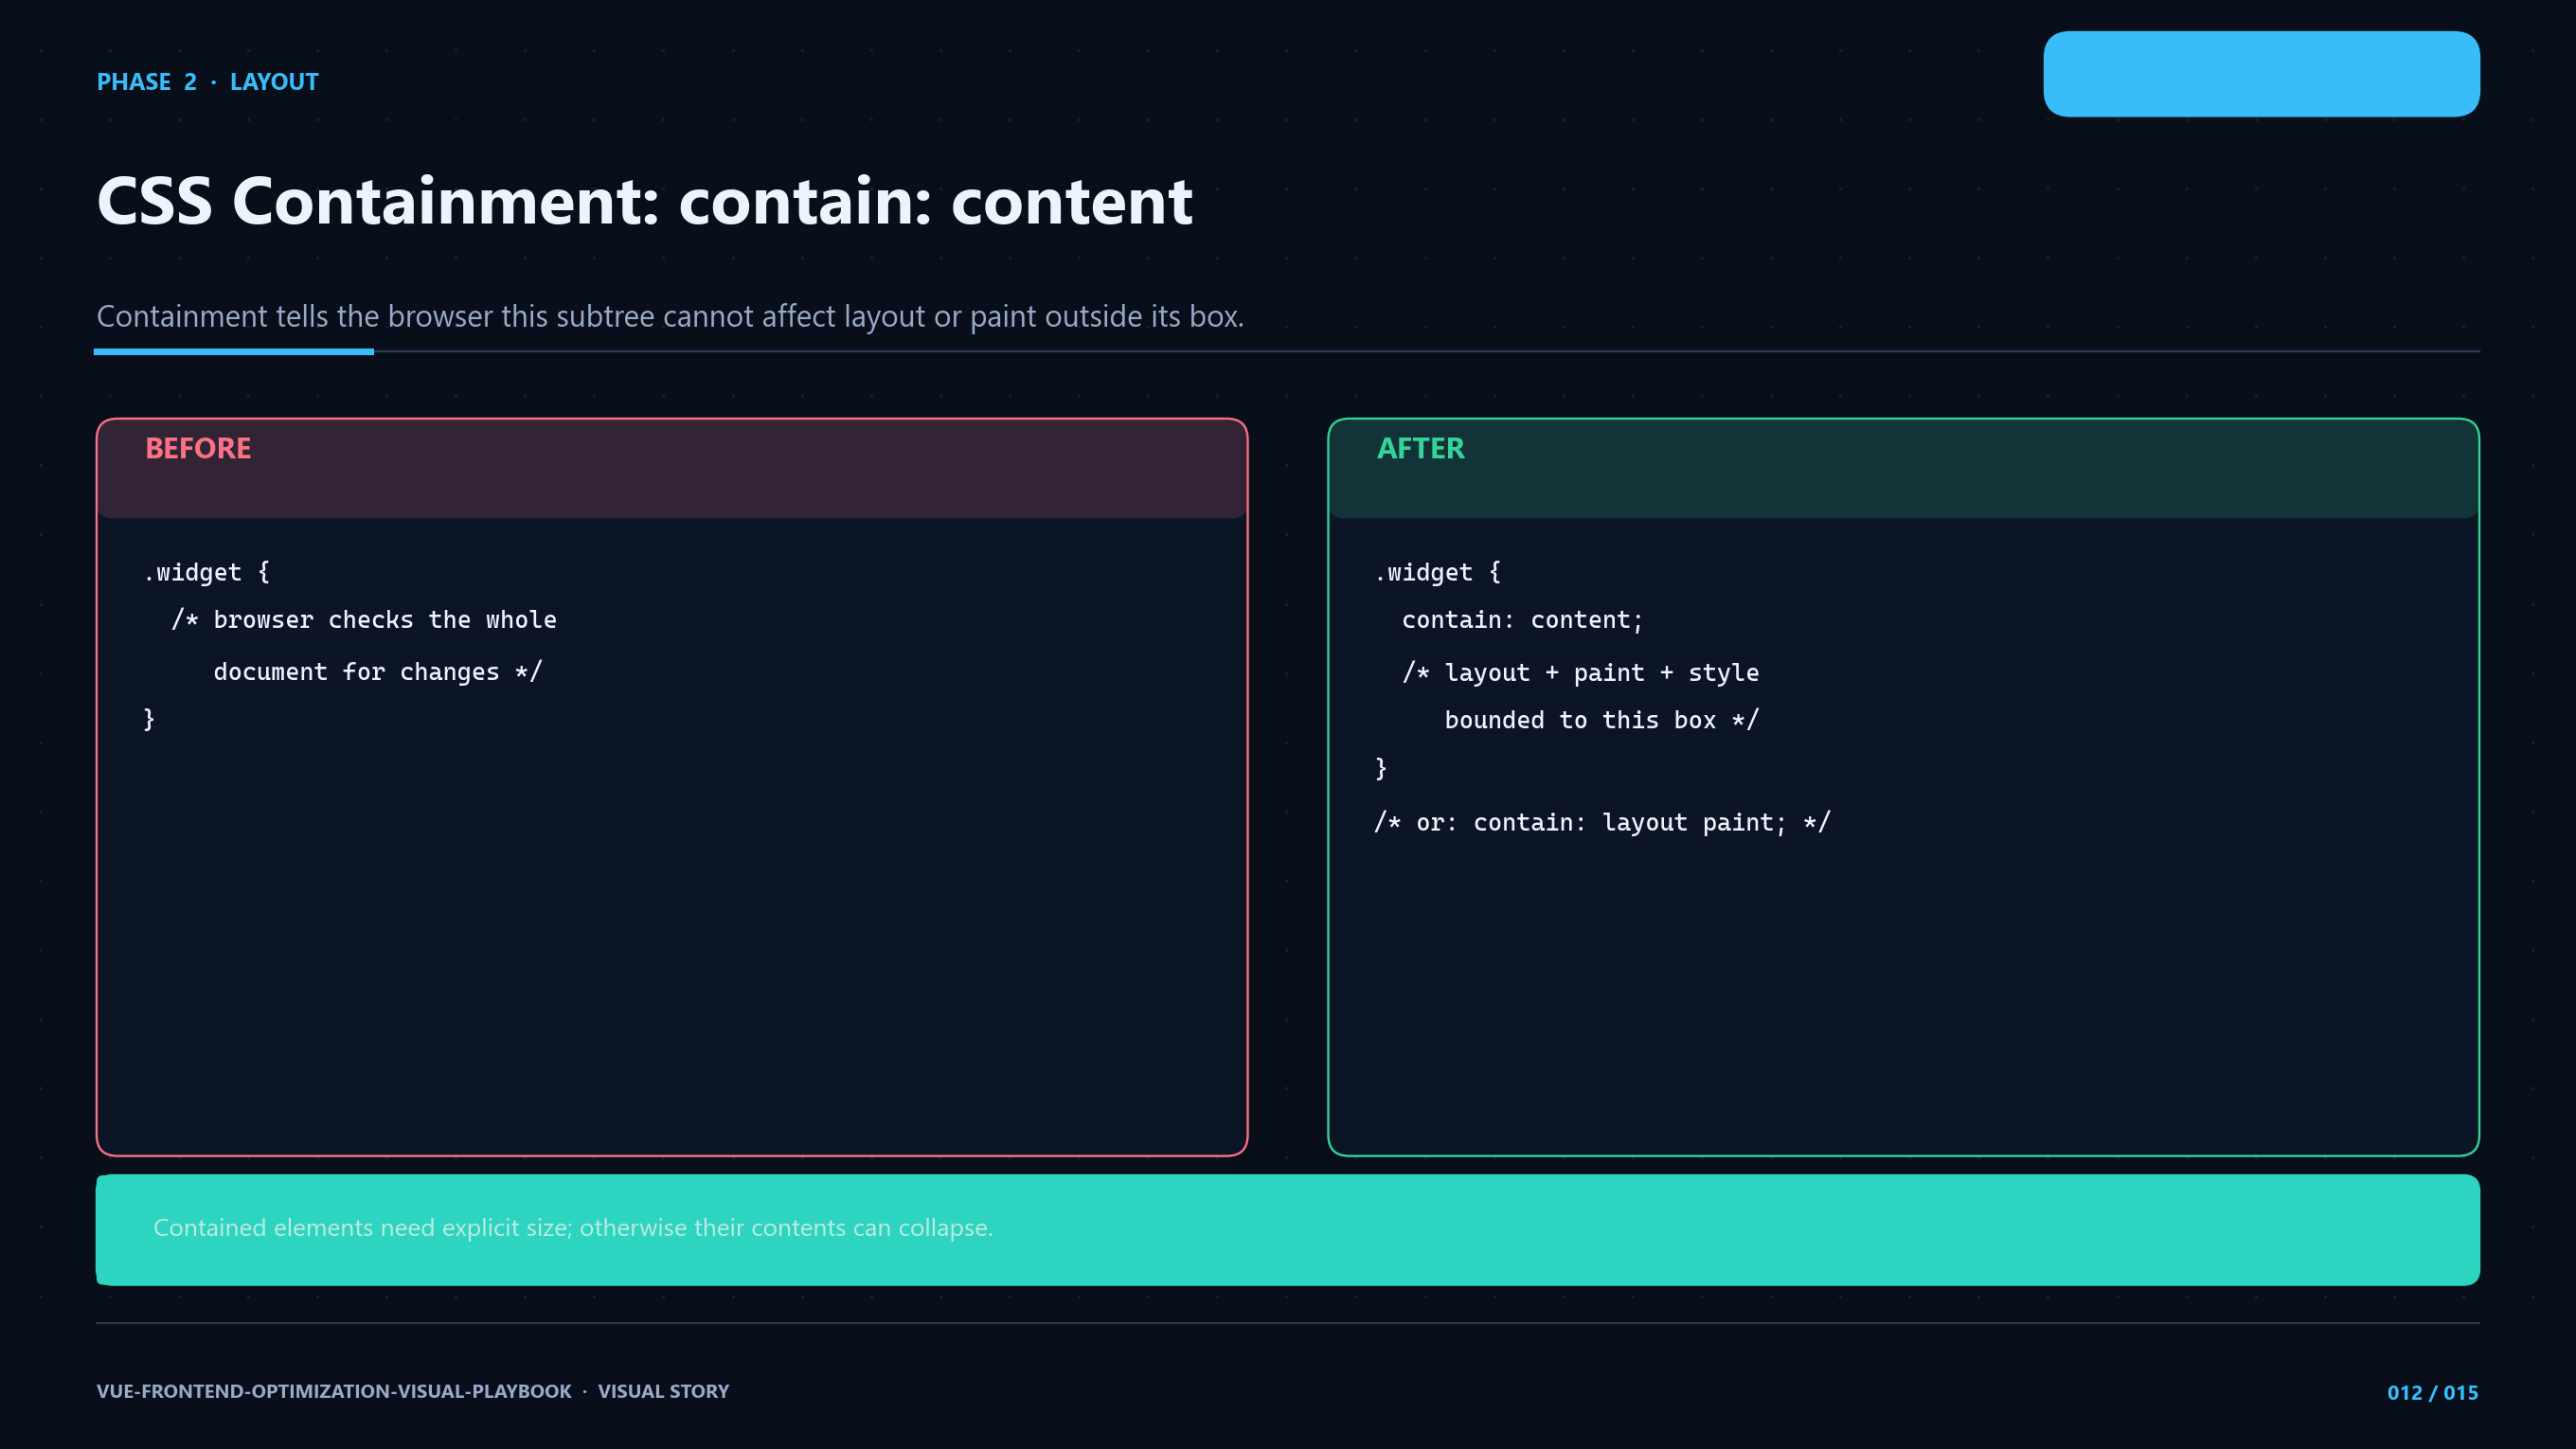 PHASE 2 · LAYOUT
CSS Containment: contain: content
Containment tells the browser this subtree cannot affect layout or paint outside its box.
BEFORE
.widget {
  /* browser checks the whole
     document for changes */
}
AFTER
.widget {
  contain: content;
  /* layout + paint + style
     bounded to this box */
}
/* or: contain: layout paint; */
Contained elements need explicit size; otherwise their contents can collapse.
VUE-FRONTEND-OPTIMIZATION-VISUAL-PLAYBOOK · VISUAL STORY
012 / 015